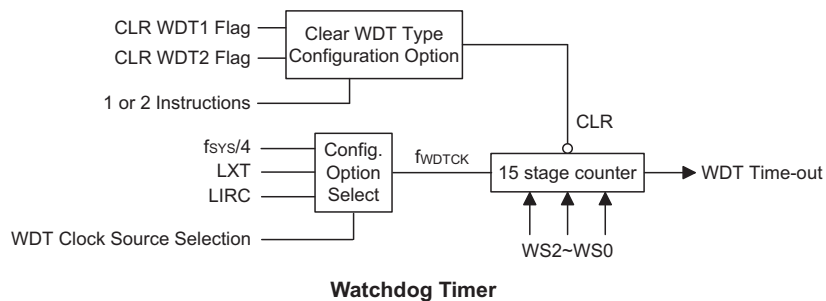 CLR WDT1 Flag
CLR WDT2 Flag
1 or 2 Instructions
Clear WDT Type
Configuration Option
CLR
fSYS/4
LXT
LIRC
WDT Clock Source Selection
Config.
Option
Select
fWDTCK
15 stage counter
WDT Time-out
WS2~WS0
Watchdog Timer